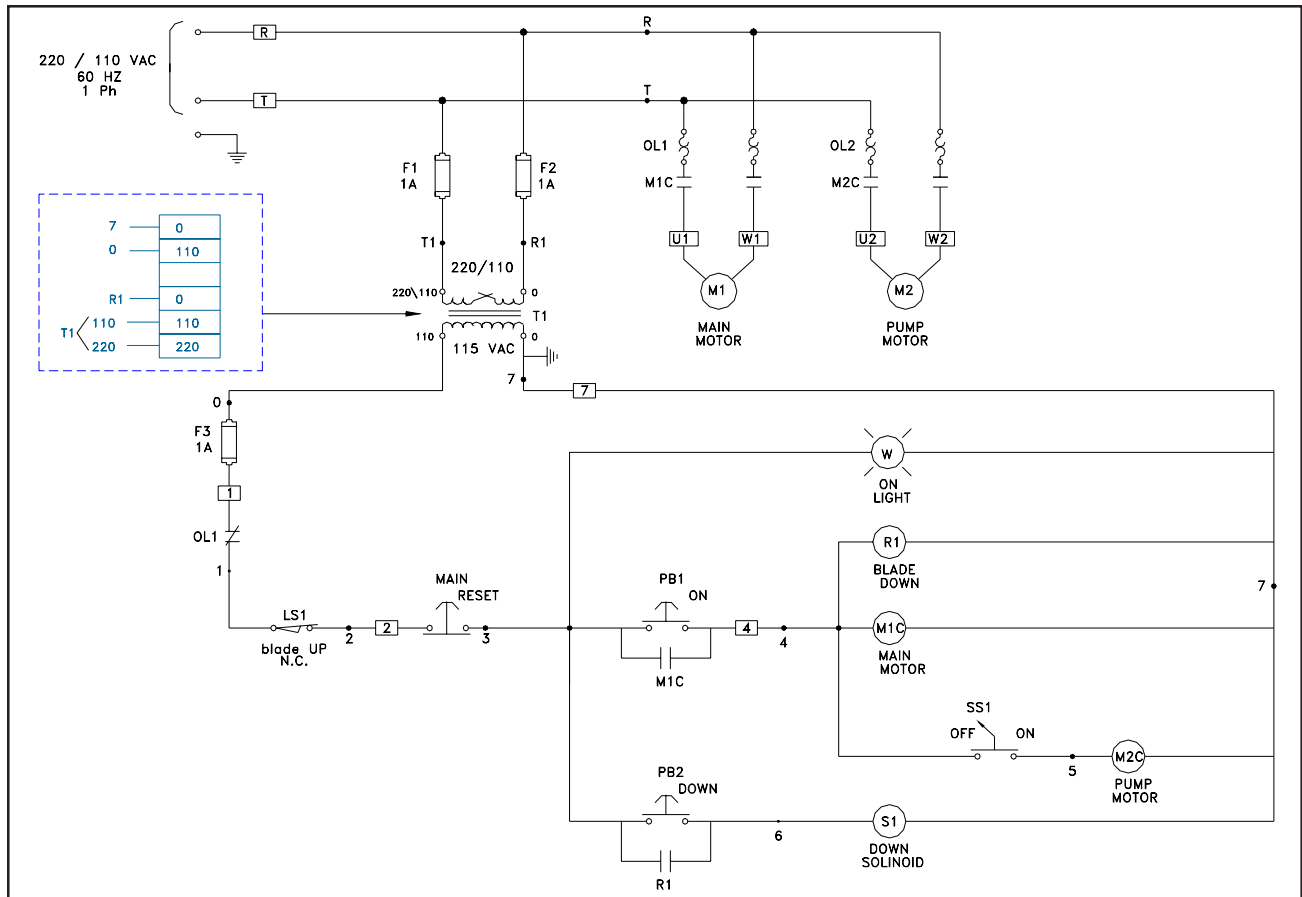 220 / 110 VAC
60 HZ
1 Ph
R
R
T
T
F1
1A
F2
1A
OL1
M1C
OL2
M2C
U1
W1
U2
W2
M1
M2
MAIN
MOTOR
PUMP
MOTOR
T1
R1
220/110
220\110
0
T1
110
0
115 VAC
7
0
0
110
R1
0
T1
110
110
220
220
7
7
0
F3
1A
1
OL1
1
LS1
blade UP
N.C.
2
2
MAIN
RESET
3
W
ON
LIGHT
R1
BLADE
DOWN
7
PB1
ON
M1C
4
4
M1C
MAIN
MOTOR
SS1
OFF
ON
5
M2C
PUMP
MOTOR
PB2
DOWN
R1
6
S1
DOWN
SOLINOID